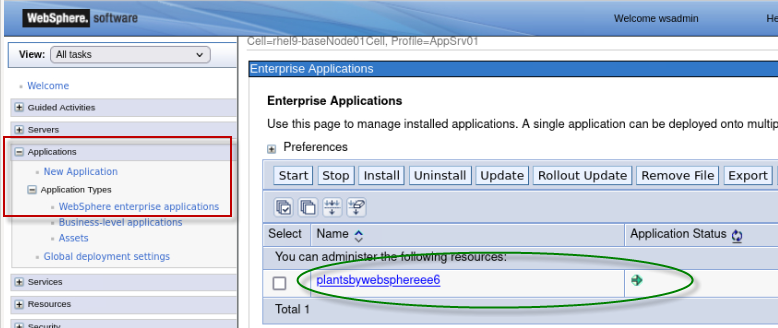 WebSphere. software
Welcome wsadmin
He
View: All tasks
Cell=rhel9-baseNode01Cell, Profile=AppSrv01
Welcome
Guided Activities
Servers
Applications
New Application
Application Types
WebSphere enterprise applications
Business-level applications
Assets
Global deployment settings
Services
Resources
Security
Enterprise Applications
Enterprise Applications
Use this page to manage installed applications. A single application can be deployed onto multip
Preferences
Start Stop Install Uninstall Update Rollout Update Remove File Export
Select Name Application Status
You can administer the following resources:
plantsbywebsphereee6
Total 1